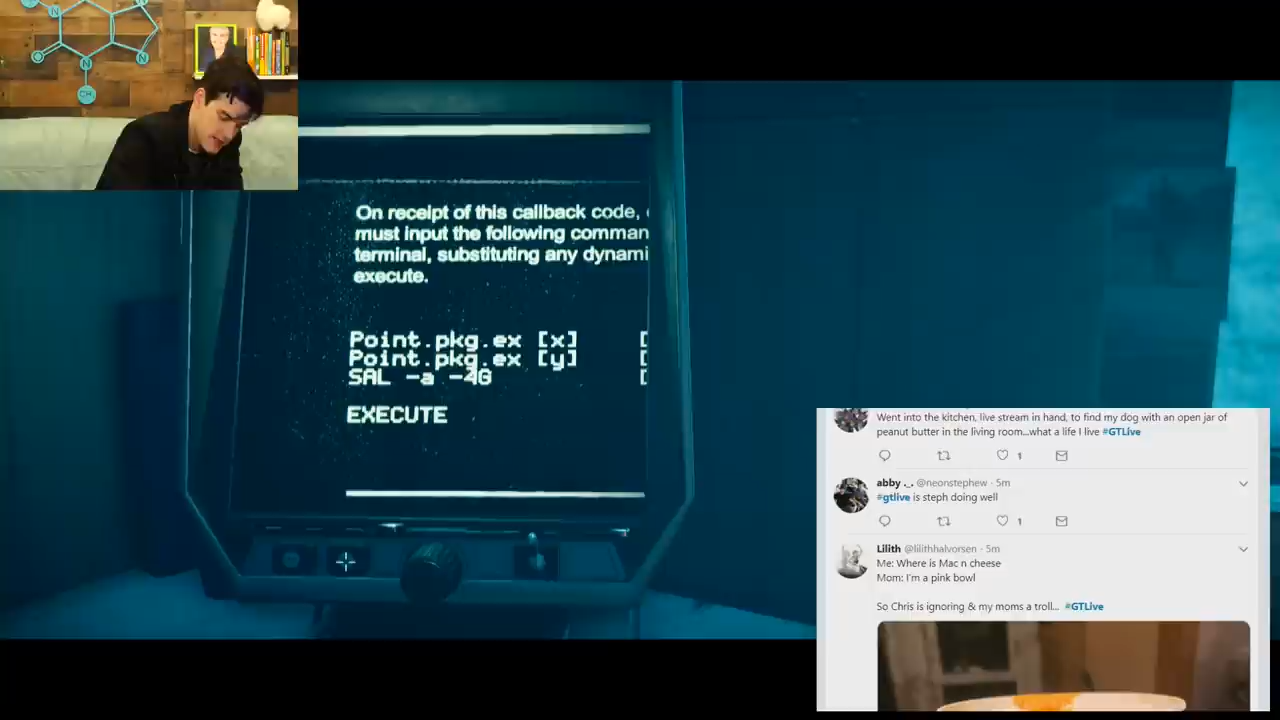 N
N
N
CH₃
On receipt of this callback code,
must input the following comman
terminal, substituting any dynami
execute.
Point.pkg.ex [x] [
Point.pkg.ex [y] [
SAL -a -4G [
EXECUTE
Went into the kitchen, live stream in hand, to find my dog with an open jar of
peanut butter in the living room...what a life I live #GTLive
1
abby ._. @neonstephew · 5m
#gtlive is steph doing well
1
Lilith @lilithhalvorsen · 5m
Me: Where is Mac n cheese
Mom: I'm a pink bowl
So Chris is ignoring & my moms a troll... #GTLive